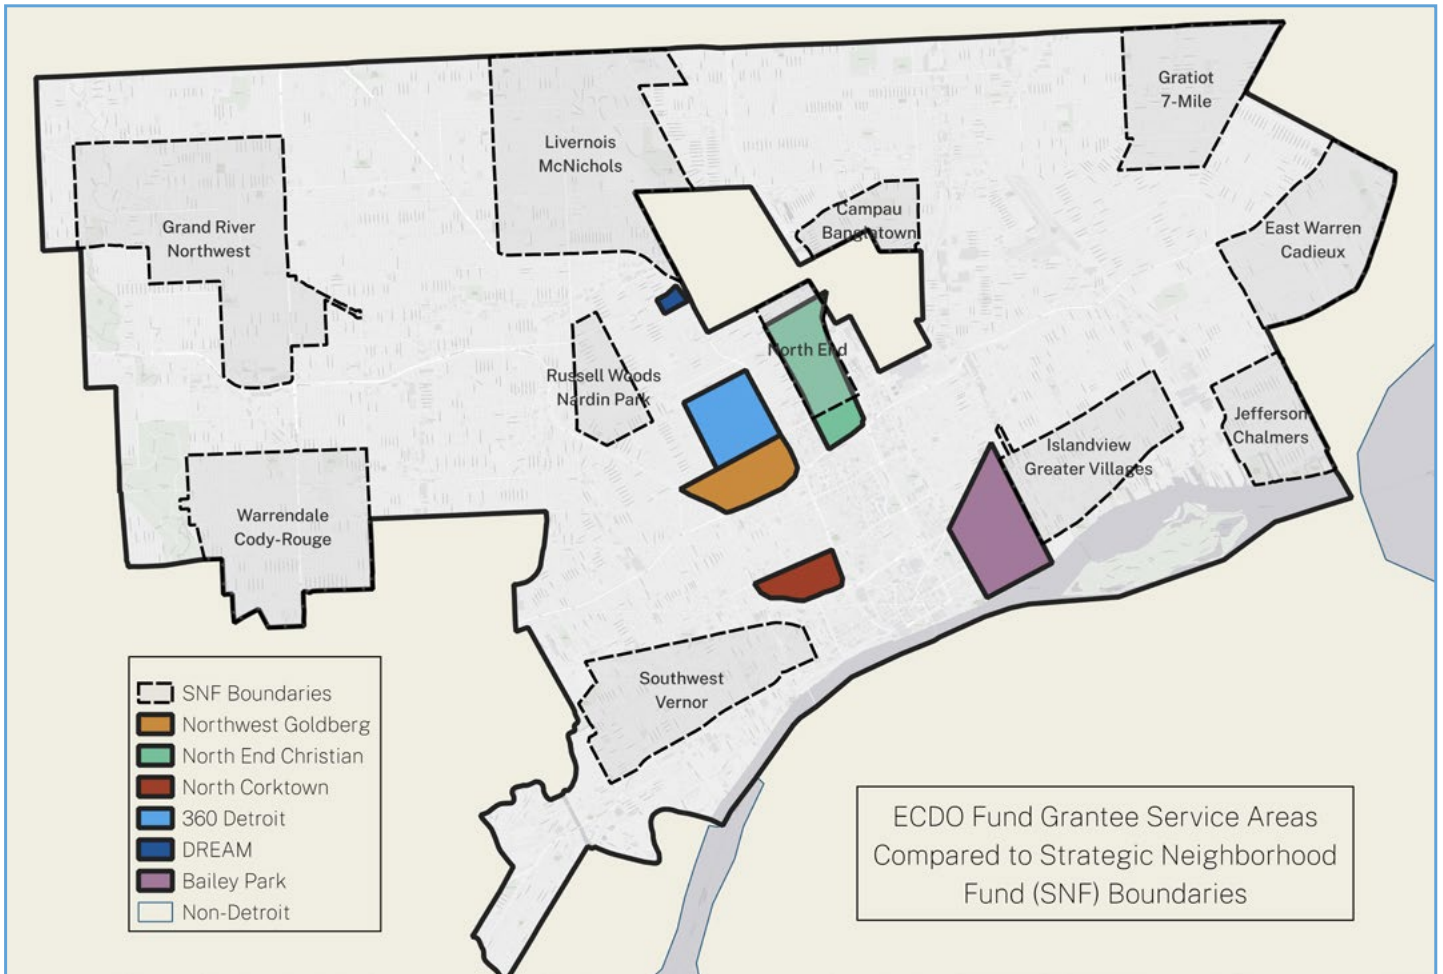 Gratiot
7-Mile
Livernois
McNichols
Campau
Banglatown
Grand River
Northwest
East Warren
Cadieux
North End
Russell Woods
Nardin Park
Jefferson
Chalmers
Islandview
Greater Villages
Warrendale
Cody-Rouge
Southwest
Vernor
SNF Boundaries
Northwest Goldberg
North End Christian
North Corktown
360 Detroit
DREAM
Bailey Park
Non-Detroit
ECDO Fund Grantee Service Areas
Compared to Strategic Neighborhood
Fund (SNF) Boundaries